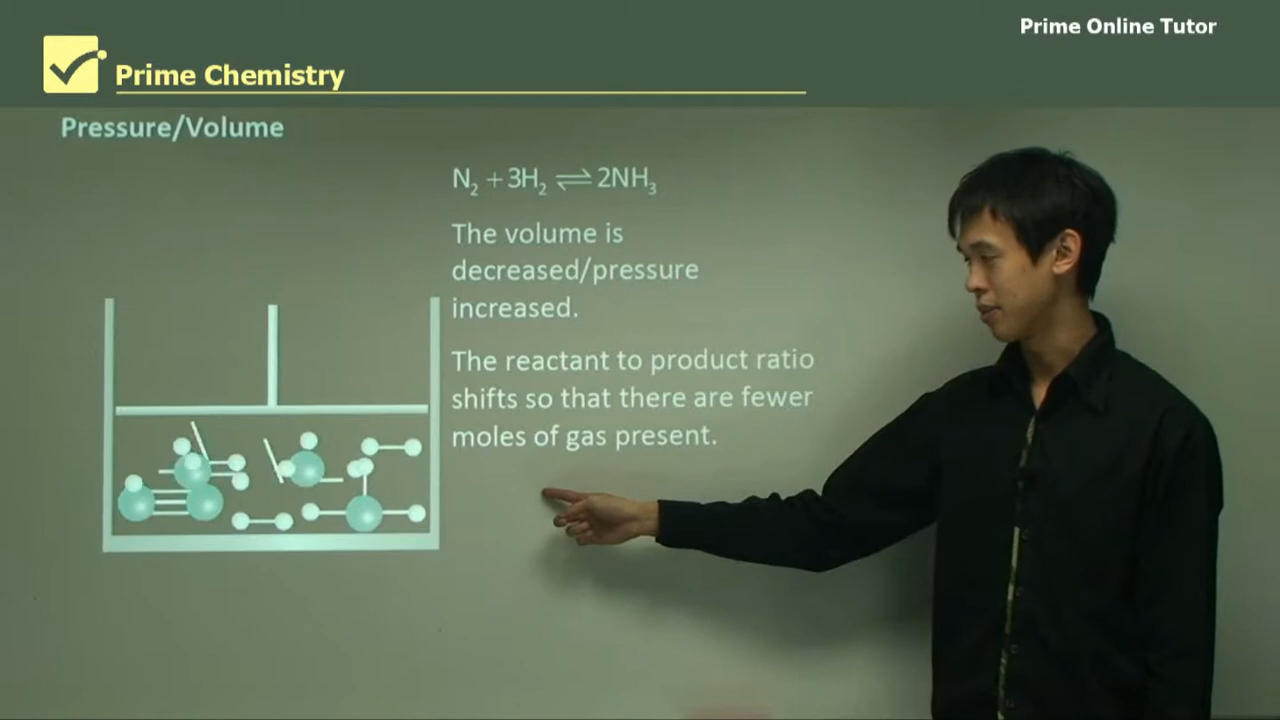 Prime Online Tutor
Prime Chemistry
Pressure/Volume
N₂ + 3H₂ ⇌ 2NH₃
The volume is
decreased/pressure
increased.
The reactant to product ratio
shifts so that there are fewer
moles of gas present.